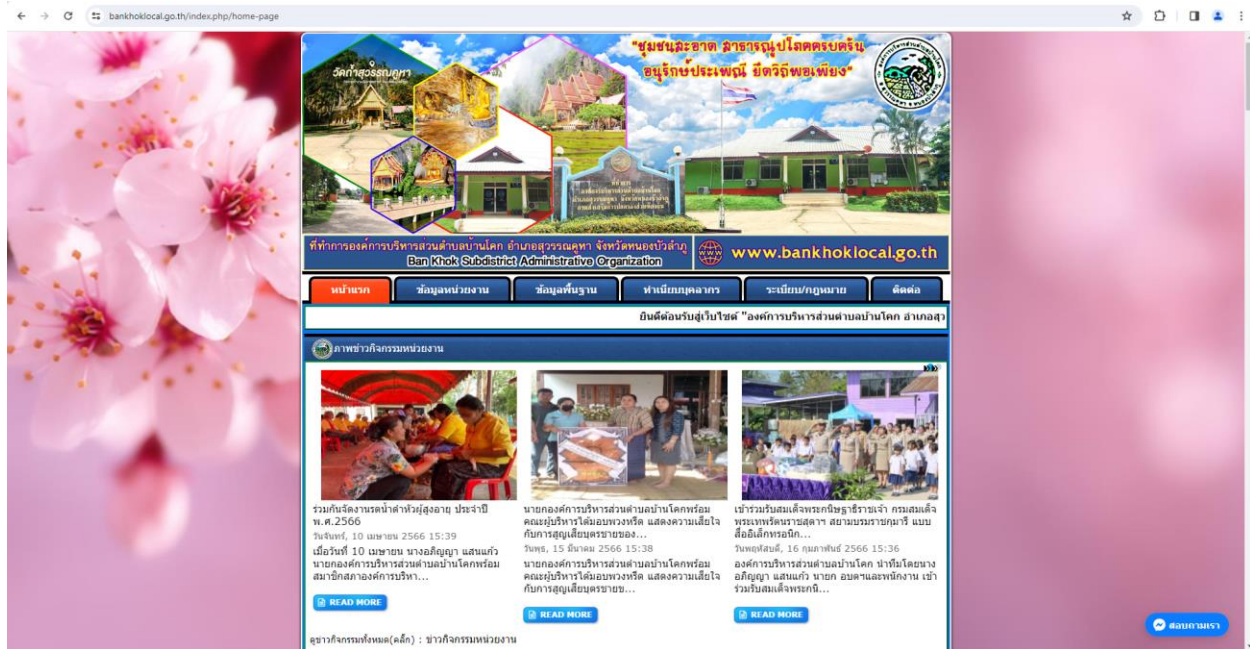 bankhoklocal.go.th/index.php/home-page
"ชุมชนสะอาด สาธารณูปโภคครบครัน
อนุรักษ์ประเพณี ยึดวิถีพอเพียง"
วัดถ้ำสุวรรณคูหา
ที่ทำการองค์การบริหารส่วนตำบลบ้านโคก อำเภอสุวรรณคูหา จังหวัดหนองบัวลำภู
Ban Khok Subdistrict Administrative Organization
www
www.bankhoklocal.go.th
หน้าแรก
ข้อมูลหน่วยงาน
ข้อมูลพื้นฐาน
ทำเนียบบุคลากร
ระเบียบ/กฎหมาย
ติดต่อ
ยินดีต้อนรับสู่เว็บไซต์ "องค์การบริหารส่วนตำบลบ้านโคก อำเภอสุว
ภาพข่าวกิจกรรมหน่วยงาน
ร่วมกันจัดงานรดน้ำดำหัวผู้สูงอายุ ประจำปี
พ.ศ.2566
วันจันทร์, 10 เมษายน 2566 15:39
เมื่อวันที่ 10 เมษายน นางอภิญญา แสนแก้ว
นายกองค์การบริหารส่วนตำบลบ้านโคกพร้อม
สมาชิกสภาองค์การบริหา...
READ MORE
นายกองค์การบริหารส่วนตำบลบ้านโคกพร้อม
คณะผู้บริหารได้มอบพวงหรีด แสดงความเสียใจ
กับการสูญเสียบุตรชายของ...
วันพุธ, 15 มีนาคม 2566 15:38
นายกองค์การบริหารส่วนตำบลบ้านโคกพร้อม
คณะผู้บริหารได้มอบพวงหรีด แสดงความเสียใจ
กับการสูญเสียบุตรชายข...
READ MORE
เข้าร่วมรับสมเด็จพระกนิษฐาธิราชเจ้า กรมสมเด็จ
พระเทพรัตนราชสุดาฯ สยามบรมราชกุมารี แบบ
สื่ออิเล็กทรอนิก...
วันพฤหัสบดี, 16 กุมภาพันธ์ 2566 15:36
องค์การบริหารส่วนตำบลบ้านโคก นำทีมโดยนาง
อภิญญา แสนแก้ว นายก อบตฯและพนักงาน เข้า
ร่วมรับสมเด็จพระกนิ...
READ MORE
ดูข่าวกิจกรรมทั้งหมด(คลิ๊ก) : ข่าวกิจกรรมหน่วยงาน
สอบถามเรา